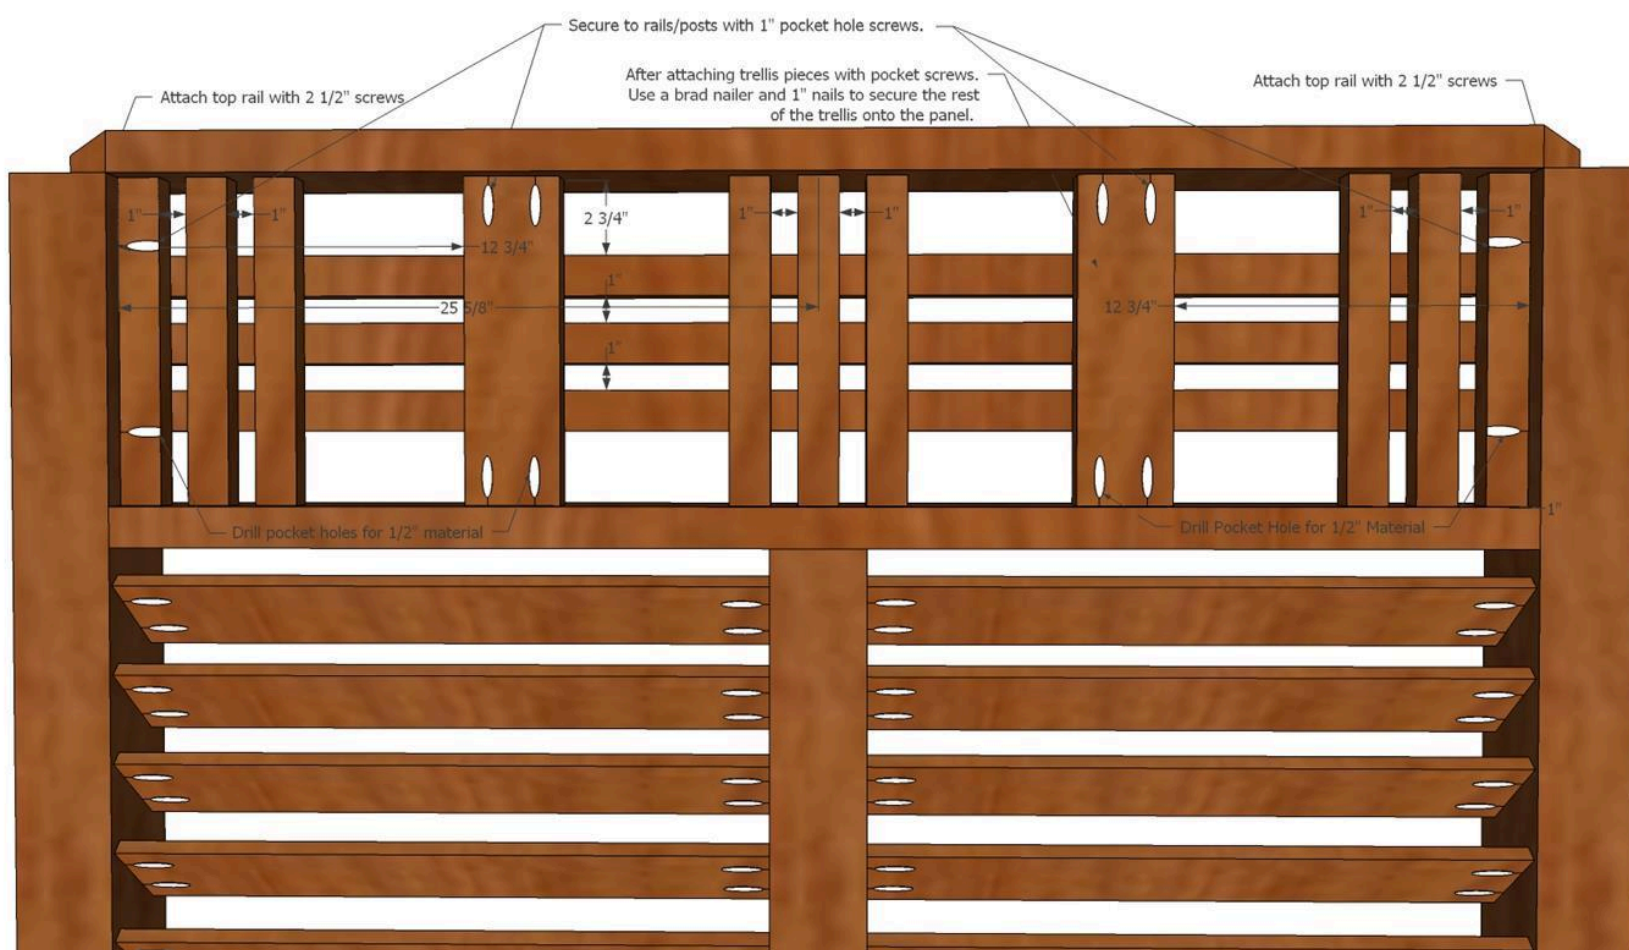 Secure to rails/posts with 1" pocket hole screws.
After attaching trellis pieces with pocket screws.
Use a brad nailer and 1" nails to secure the rest
of the trellis onto the panel.
Attach top rail with 2 1/2" screws
Attach top rail with 2 1/2" screws
1"
1"
2 3/4"
1"
1"
1"
1"
12 3/4"
1"
25 5/8"
12 3/4"
1"
1"
Drill pocket holes for 1/2" material
Drill Pocket Hole for 1/2" Material